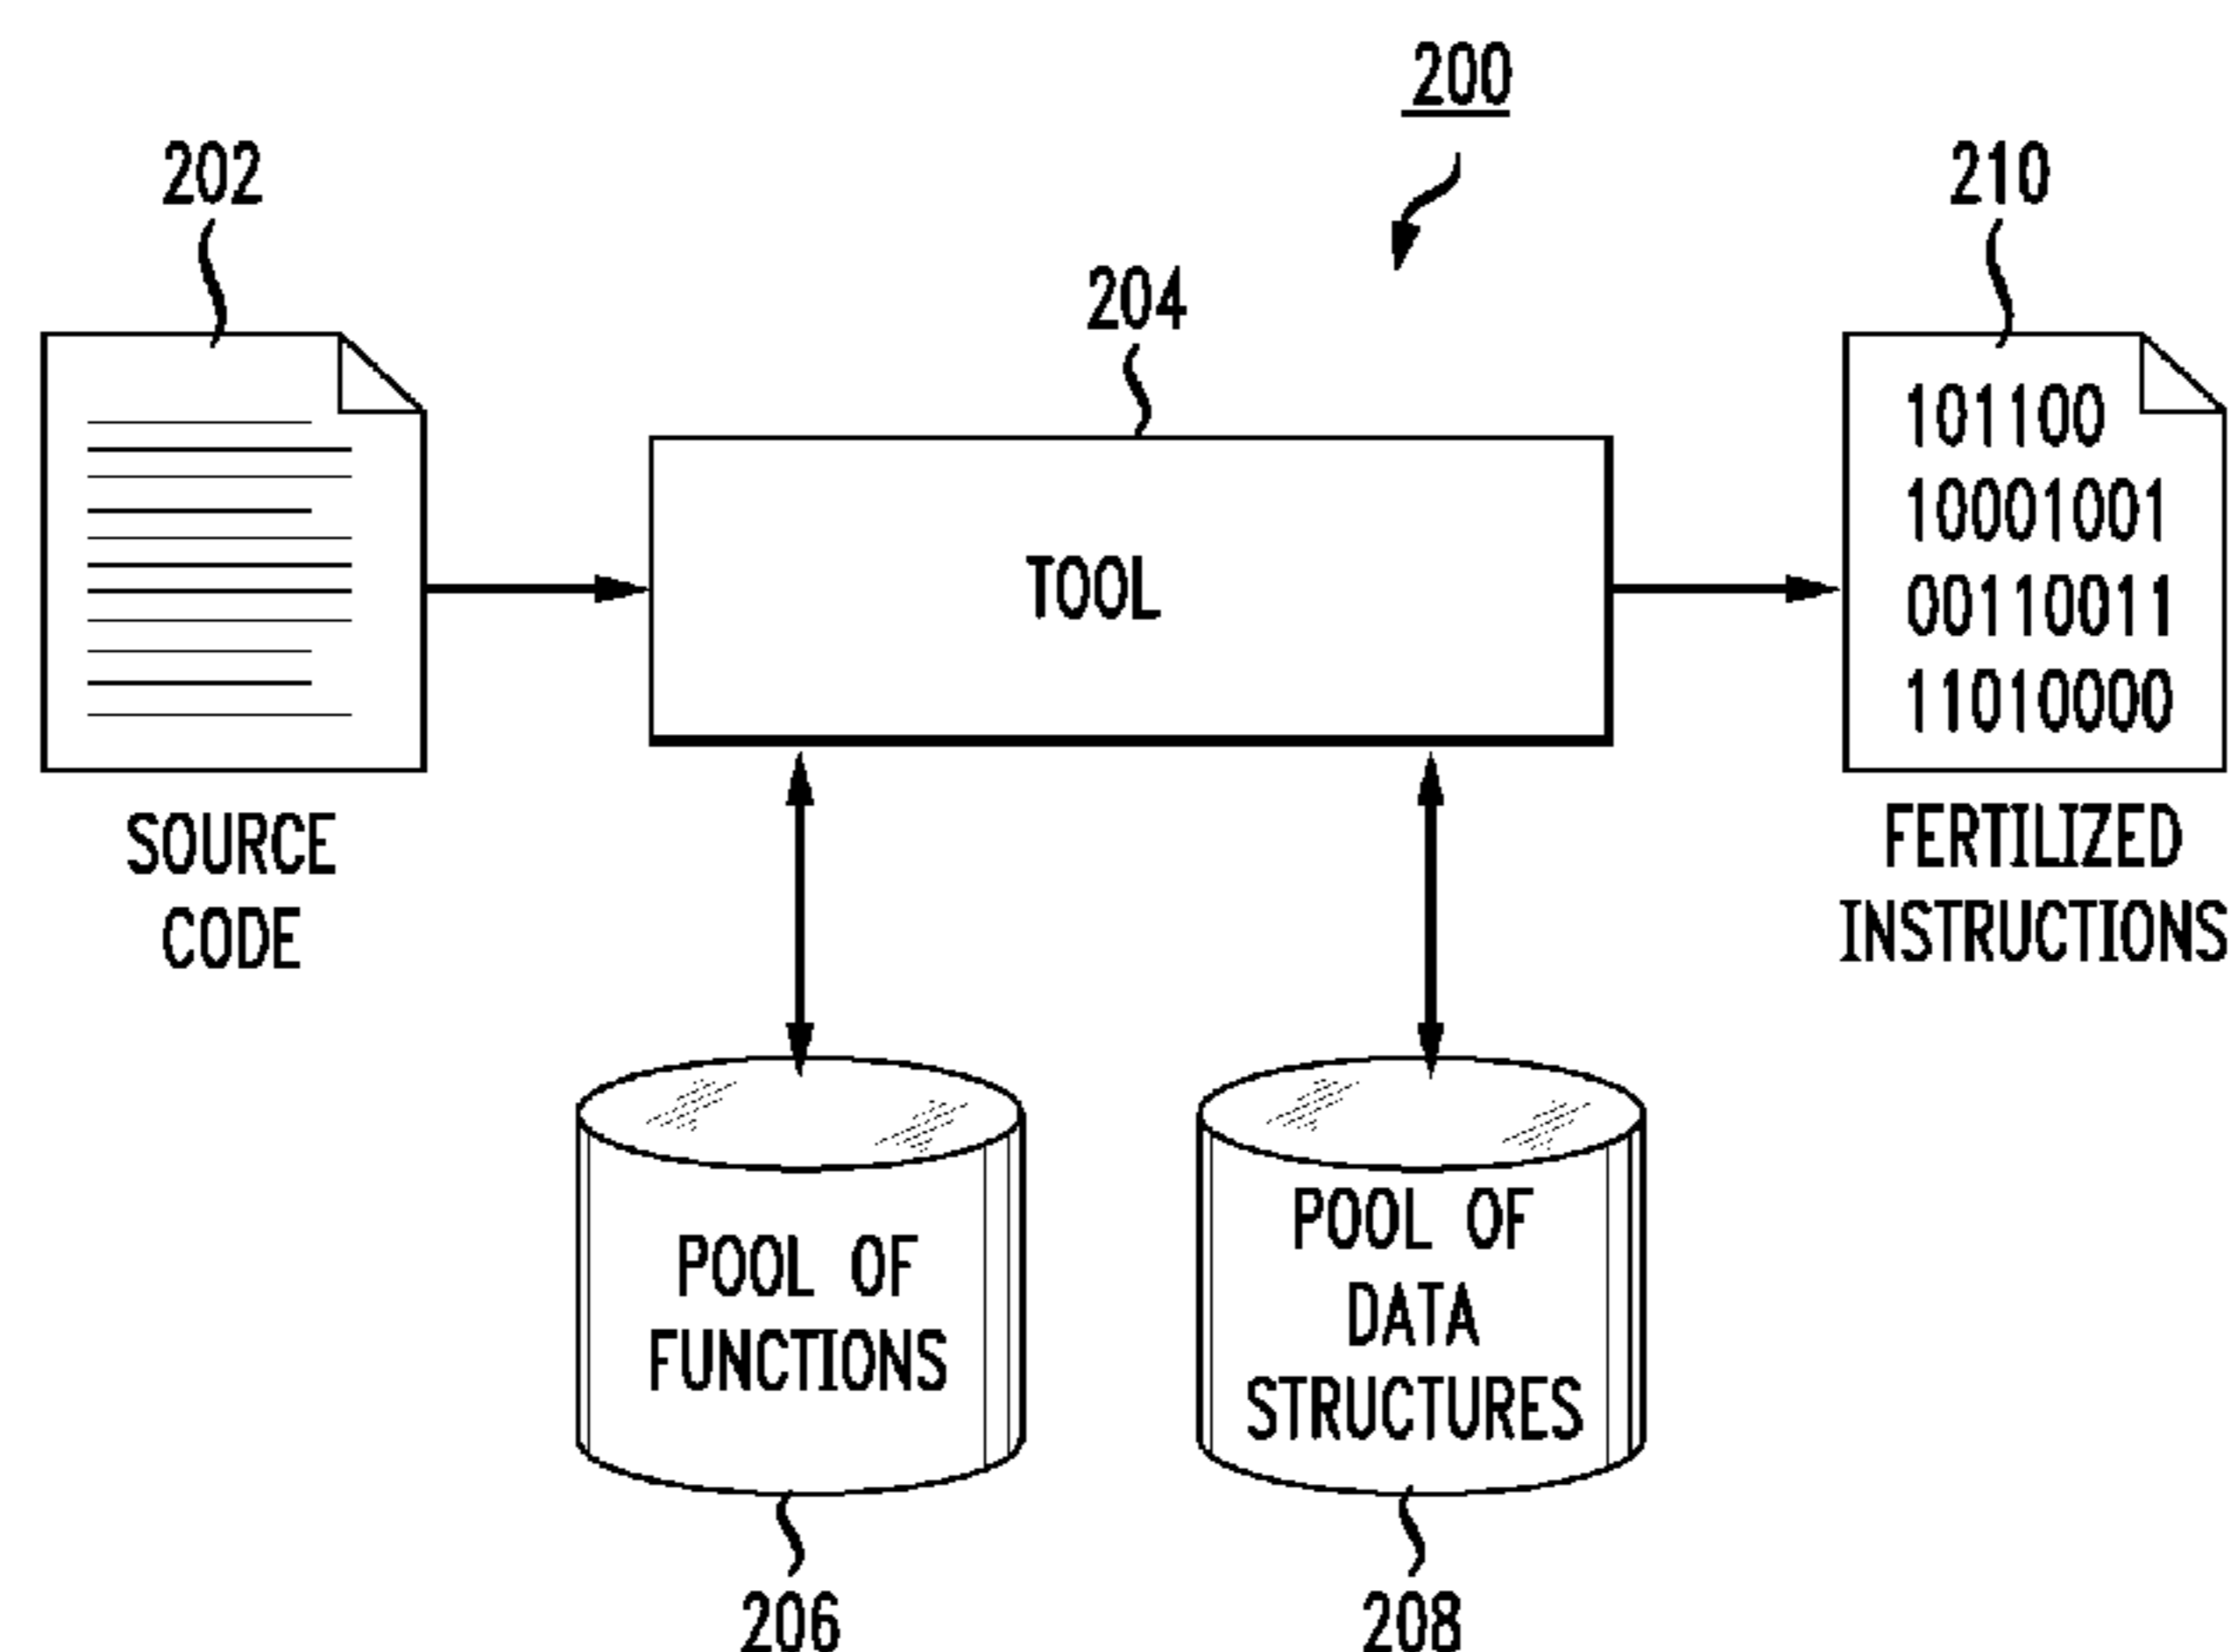 200
202
210
204
101100
10001001
00110011
11010000
TOOL
SOURCE
CODE
FERTILIZED
INSTRUCTIONS
POOL OF
FUNCTIONS
POOL OF
DATA
STRUCTURES
206
208